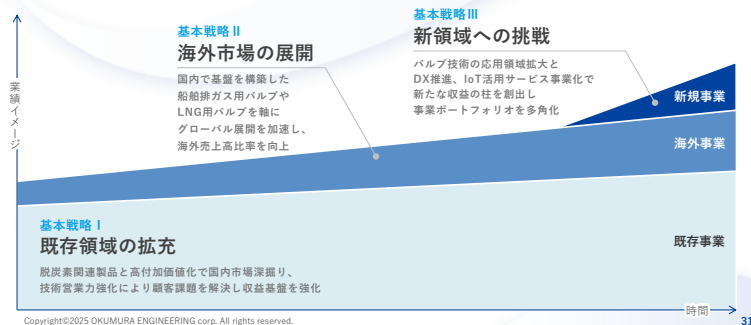 基本戦略Ⅲ
新領域への挑戦
バルブ技術の応用領域拡大と
DX推進、IoT活用サービス事業化で
新たな収益の柱を創出し
事業ポートフォリオを多角化
基本戦略Ⅱ
海外市場の展開
国内で基盤を構築した
船舶排ガス用バルブや
LNG用バルブを軸に
グローバル展開を加速し、
海外売上高比率を向上
業績イメージ
新規事業
海外事業
既存事業
基本戦略Ⅰ
既存領域の拡充
脱炭素関連製品と高付加価値化で国内市場深掘り、
技術営業力強化により顧客課題を解決し収益基盤を強化
時間
Copyright©2025 OKUMURA ENGINEERING corp. All rights reserved.
31